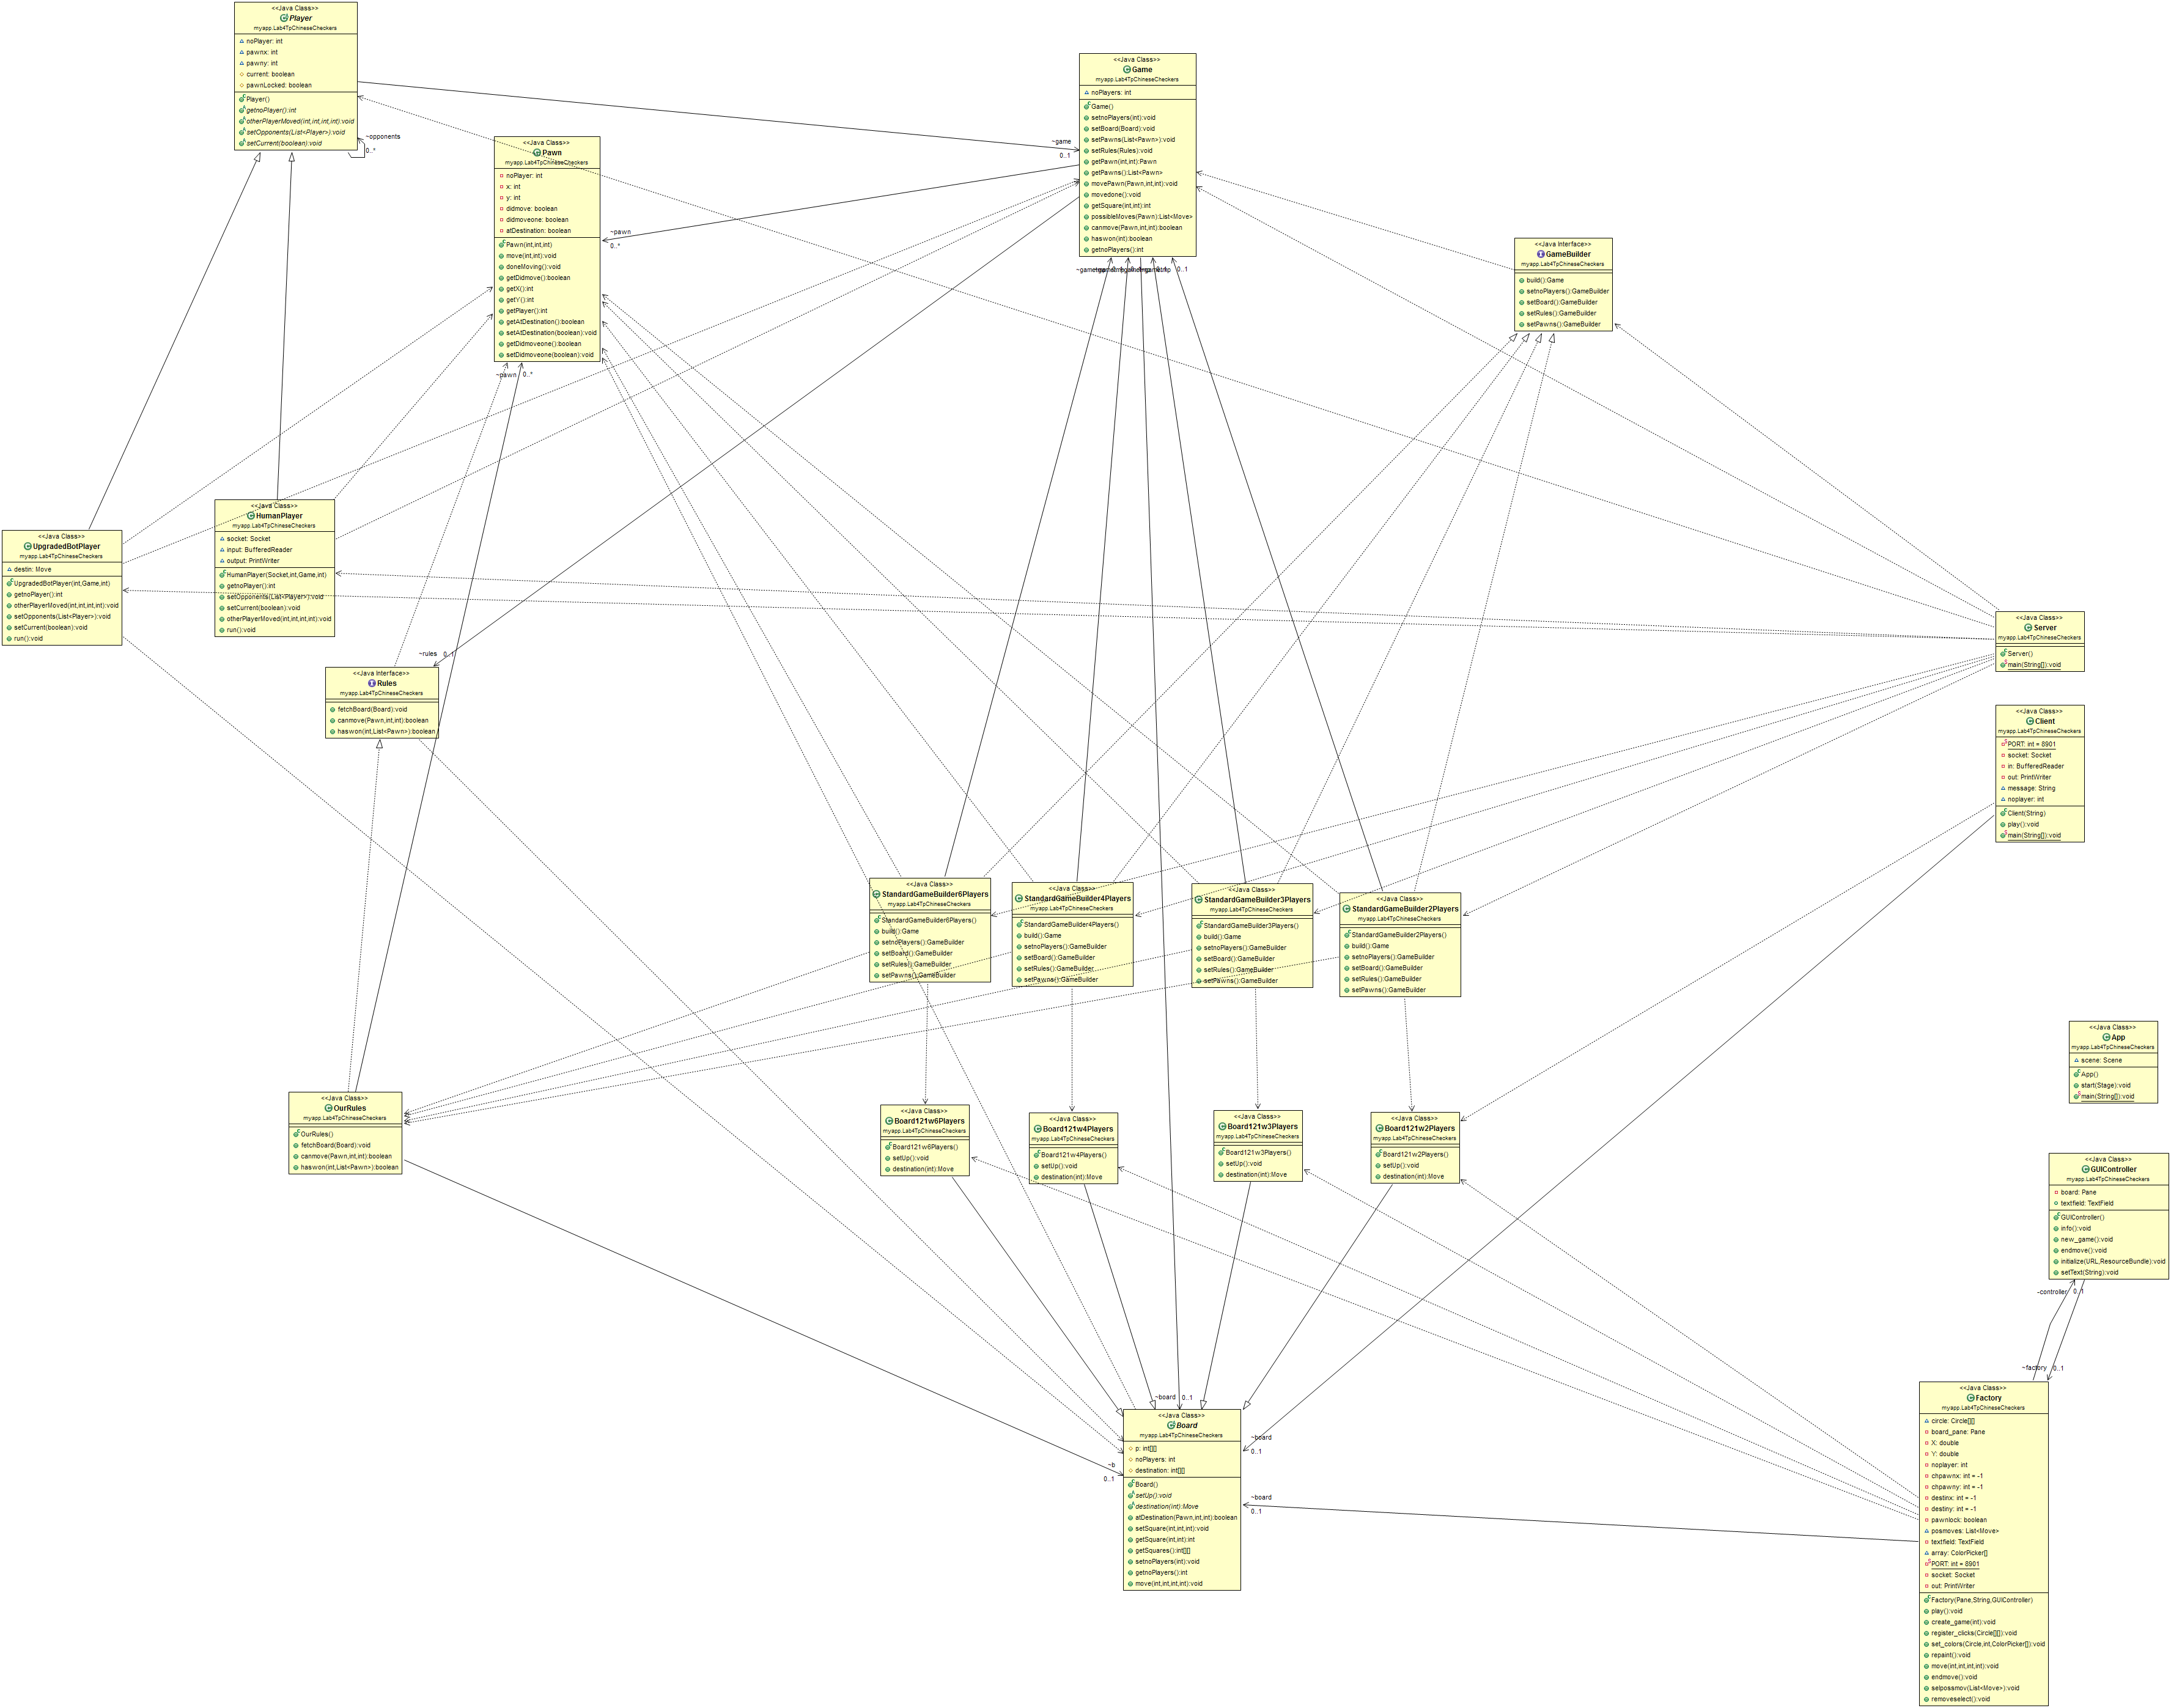 <<Java Class>>
Player
myapp.Lab4TpChineseCheckers
noPlayer: int
pawnx: int
pawny: int
current: boolean
pawnLocked: boolean
Player()
getnoPlayer():int
otherPlayerMoved(int,int,int,int):void
setOpponents(List<Player>):void
setCurrent(boolean):void
~opponents
0..*
<<Java Class>>
Game
myapp.Lab4TpChineseCheckers
noPlayers: int
Game()
setnoPlayers(int):void
setBoard(Board):void
setPawns(List<Pawn>):void
setRules(Rules):void
getPawn(int,int):Pawn
getPawns():List<Pawn>
movePawn(Pawn,int,int):void
movedone():void
getSquare(int,int):int
possibleMoves(Pawn):List<Move>
canmove(Pawn,int,int):boolean
haswon(int):boolean
getnoPlayers():int
~game
0..1
<<Java Class>>
Pawn
myapp.Lab4TpChineseCheckers
noPlayer: int
x: int
y: int
didmove: boolean
didmoveone: boolean
atDestination: boolean
Pawn(int,int,int)
move(int,int):void
doneMoving():void
getDidmove():boolean
getX():int
getY():int
getPlayer():int
getAtDestination():boolean
setAtDestination(boolean):void
getDidmoveone():boolean
setDidmoveone(boolean):void
~pawn
0..*
~pawn
0..*
<<Java Interface>>
GameBuilder
myapp.Lab4TpChineseCheckers
build():Game
setnoPlayers():GameBuilder
setBoard():GameBuilder
setRules():GameBuilder
setPawns():GameBuilder
0..1
<<Java Class>>
HumanPlayer
myapp.Lab4TpChineseCheckers
socket: Socket
input: BufferedReader
output: PrintWriter
HumanPlayer(Socket,int,Game,int)
getnoPlayer():int
setOpponents(List<Player>):void
setCurrent(boolean):void
otherPlayerMoved(int,int,int,int):void
run():void
<<Java Class>>
UpgradedBotPlayer
myapp.Lab4TpChineseCheckers
destin: Move
UpgradedBotPlayer(int,Game,int)
getnoPlayer():int
otherPlayerMoved(int,int,int,int):void
setOpponents(List<Player>):void
setCurrent(boolean):void
run():void
<<Java Class>>
Server
myapp.Lab4TpChineseCheckers
Server()
main(String[]):void
~rules
0..1
<<Java Interface>>
Rules
myapp.Lab4TpChineseCheckers
fetchBoard(Board):void
canmove(Pawn,int,int):boolean
haswon(int,List<Pawn>):boolean
<<Java Class>>
Client
myapp.Lab4TpChineseCheckers
PORT: int = 8901
socket: Socket
in: BufferedReader
out: PrintWriter
message: String
noplayer: int
Client(String)
play():void
main(String[]):void
<<Java Class>>
StandardGameBuilder6Players
myapp.Lab4TpChineseCheckers
StandardGameBuilder6Players()
build():Game
setnoPlayers():GameBuilder
setBoard():GameBuilder
setRules():GameBuilder
setPawns():GameBuilder
<<Java Class>>
StandardGameBuilder4Players
myapp.Lab4TpChineseCheckers
StandardGameBuilder4Players()
build():Game
setnoPlayers():GameBuilder
setBoard():GameBuilder
setRules():GameBuilder
setPawns():GameBuilder
<<Java Class>>
StandardGameBuilder3Players
myapp.Lab4TpChineseCheckers
StandardGameBuilder3Players()
build():Game
setnoPlayers():GameBuilder
setBoard():GameBuilder
setRules():GameBuilder
setPawns():GameBuilder
<<Java Class>>
StandardGameBuilder2Players
myapp.Lab4TpChineseCheckers
StandardGameBuilder2Players()
build():Game
setnoPlayers():GameBuilder
setBoard():GameBuilder
setRules():GameBuilder
setPawns():GameBuilder
<<Java Class>>
App
myapp.Lab4TpChineseCheckers
scene: Scene
App()
start(Stage):void
main(String[]):void
<<Java Class>>
OurRules
myapp.Lab4TpChineseCheckers
OurRules()
fetchBoard(Board):void
canmove(Pawn,int,int):boolean
haswon(int,List<Pawn>):boolean
<<Java Class>>
Board121w6Players
myapp.Lab4TpChineseCheckers
Board121w6Players()
setUp():void
destination(int):Move
<<Java Class>>
Board121w4Players
myapp.Lab4TpChineseCheckers
Board121w4Players()
setUp():void
destination(int):Move
<<Java Class>>
Board121w3Players
myapp.Lab4TpChineseCheckers
Board121w3Players()
setUp():void
destination(int):Move
<<Java Class>>
Board121w2Players
myapp.Lab4TpChineseCheckers
Board121w2Players()
setUp():void
destination(int):Move
<<Java Class>>
GUIController
myapp.Lab4TpChineseCheckers
board: Pane
textfield: TextField
GUIController()
info():void
new_game():void
endmove():void
initialize(URL,ResourceBundle):void
setText(String):void
-controller
0..1
~factory
0..1
<<Java Class>>
Factory
myapp.Lab4TpChineseCheckers
circle: Circle[][]
board_pane: Pane
X: double
Y: double
noplayer: int
chpawnx: int = -1
chpawny: int = -1
destinx: int = -1
destiny: int = -1
pawnlock: boolean
posmoves: List<Move>
textfield: TextField
array: ColorPicker[]
PORT: int = 8901
socket: Socket
out: PrintWriter
Factory(Pane,String,GUIController)
play():void
create_game(int):void
register_clicks(Circle[][]):void
set_colors(Circle,int,ColorPicker[]):void
repaint():void
move(int,int,int,int):void
endmove():void
selpossmov(List<Move>):void
removeselect():void
~board
0..1
<<Java Class>>
Board
myapp.Lab4TpChineseCheckers
p: int[][]
noPlayers: int
destination: int[][]
Board()
setUp():void
destination(int):Move
atDestination(Pawn,int,int):boolean
setSquare(int,int,int):void
getSquare(int,int):int
getSquares():int[][]
setnoPlayers(int):void
getnoPlayers():int
move(int,int,int,int):void
~b
0..1
~board
0..1
~board
0..1